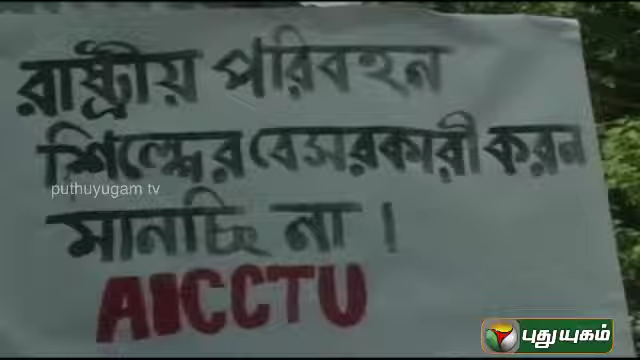 রাষ্ট্রীয় পরিবহন
শিল্পের বেসরকারী করন
puthuyugam tv
মানছি না !
AICCTU
புதுயுகம்